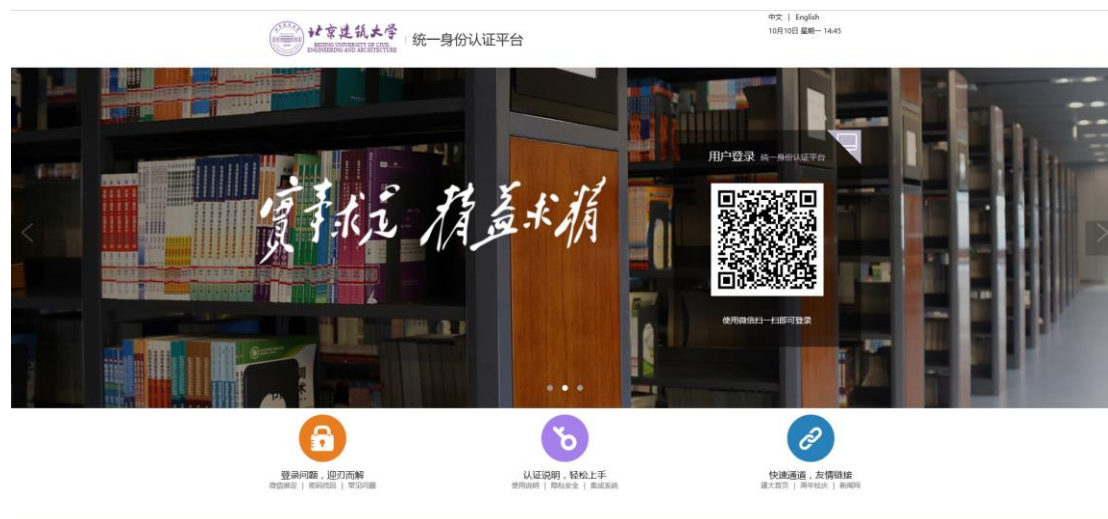 北京建筑大学
BEIJING UNIVERSITY OF CIVIL
ENGINEERING AND ARCHITECTURE
统一身份认证平台
中文 | English
10月10日 星期一 14:45
實事求是 精益求精
用户登录 统一身份认证平台
使用微信扫一扫即可登录
登录问题，迎刃而解
微信绑定 | 密码找回 | 常见问题
认证说明，轻松上手
使用说明 | 隐私安全 | 集成系统
快速通道，友情链接
建大首页 | 周年校庆 | 新闻网